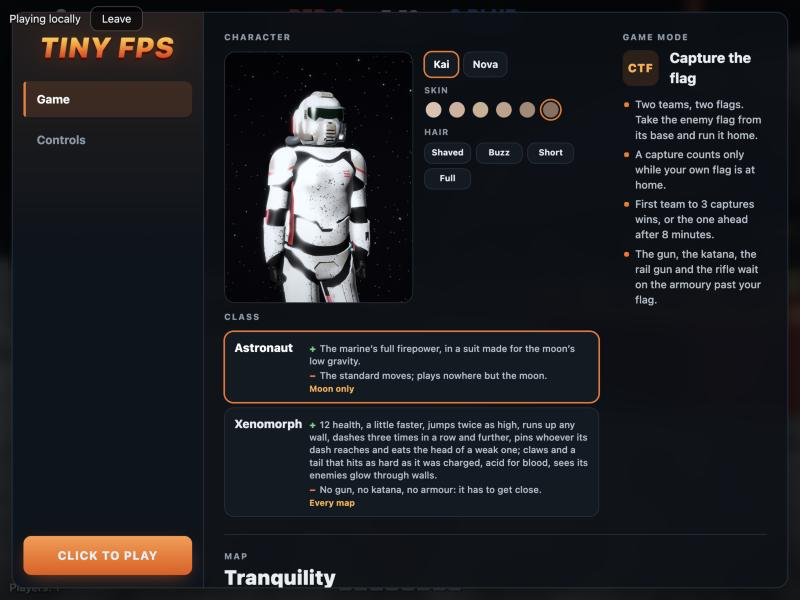 Playing locally
Leave
TINY FPS
Game
Controls
CLICK TO PLAY
CHARACTER
Kai
Nova
SKIN
HAIR
Shaved
Buzz
Short
Full
CLASS
Astronaut
+ The marine's full firepower, in a suit made for the moon's
low gravity.
– The standard moves; plays nowhere but the moon.
Moon only
Xenomorph
+ 12 health, a little faster, jumps twice as high, runs up any
wall, dashes three times in a row and further, pins whoever its
dash reaches and eats the head of a weak one; claws and a
tail that hits as hard as it was charged, acid for blood, sees its
enemies glow through walls.
– No gun, no katana, no armour: it has to get close.
Every map
MAP
Tranquility
GAME MODE
CTF
Capture the
flag
Two teams, two flags.
Take the enemy flag from
its base and run it home.
A capture counts only
while your own flag is at
home.
First team to 3 captures
wins, or the one ahead
after 8 minutes.
The gun, the katana, the
rail gun and the rifle wait
on the armoury past your
flag.